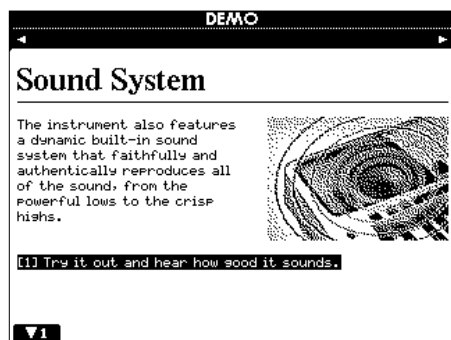 DEMO
Sound System
The instrument also features
a dynamic built-in sound
system that faithfully and
authentically reproduces all
of the sound, from the
powerful lows to the crisp
highs.
[1] Try it out and hear how good it sounds.
▼1